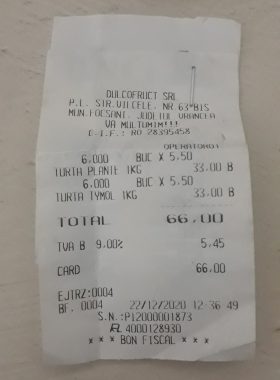 DULCOFRUCT SRL
P.L. STR.VILCELE, NR 63*BIS
MUN.FOCSANI, JUDETUL VRANCEA
VA MULTUMIM!!!
C.I.F.: RO 28395458
OPERATOR01
6,000 BUC X 5,50
TURTA PLANTE 1KG 33,00 B
6,000 BUC X 5,50
TURTA TYMOL 1KG 33,00 B
TOTAL 66,00
TVA B 9,00% 5,45
CARD 66,00
EJTRZ:0004
BF. 0004 22/12/2020 12:36 49
S.N.:P12000001873
4000128930
* * * BON FISCAL * * *